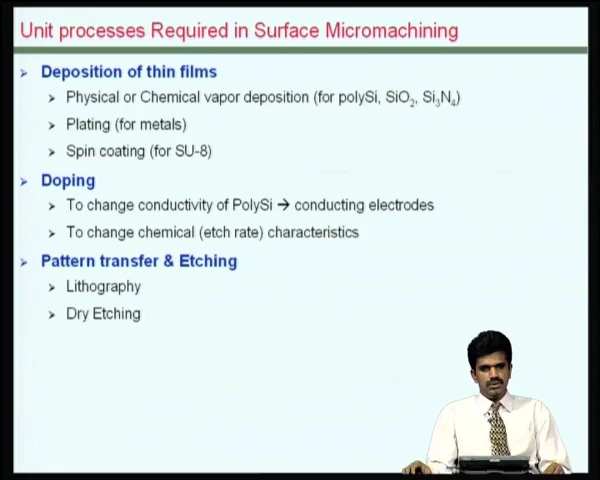 Unit processes Required in Surface Micromachining
➢ Deposition of thin films
➢ Physical or Chemical vapor deposition (for polySi, SiO₂, Si₃N₄)
➢ Plating (for metals)
➢ Spin coating (for SU-8)
➢ Doping
➢ To change conductivity of PolySi → conducting electrodes
➢ To change chemical (etch rate) characteristics
➢ Pattern transfer & Etching
➢ Lithography
➢ Dry Etching